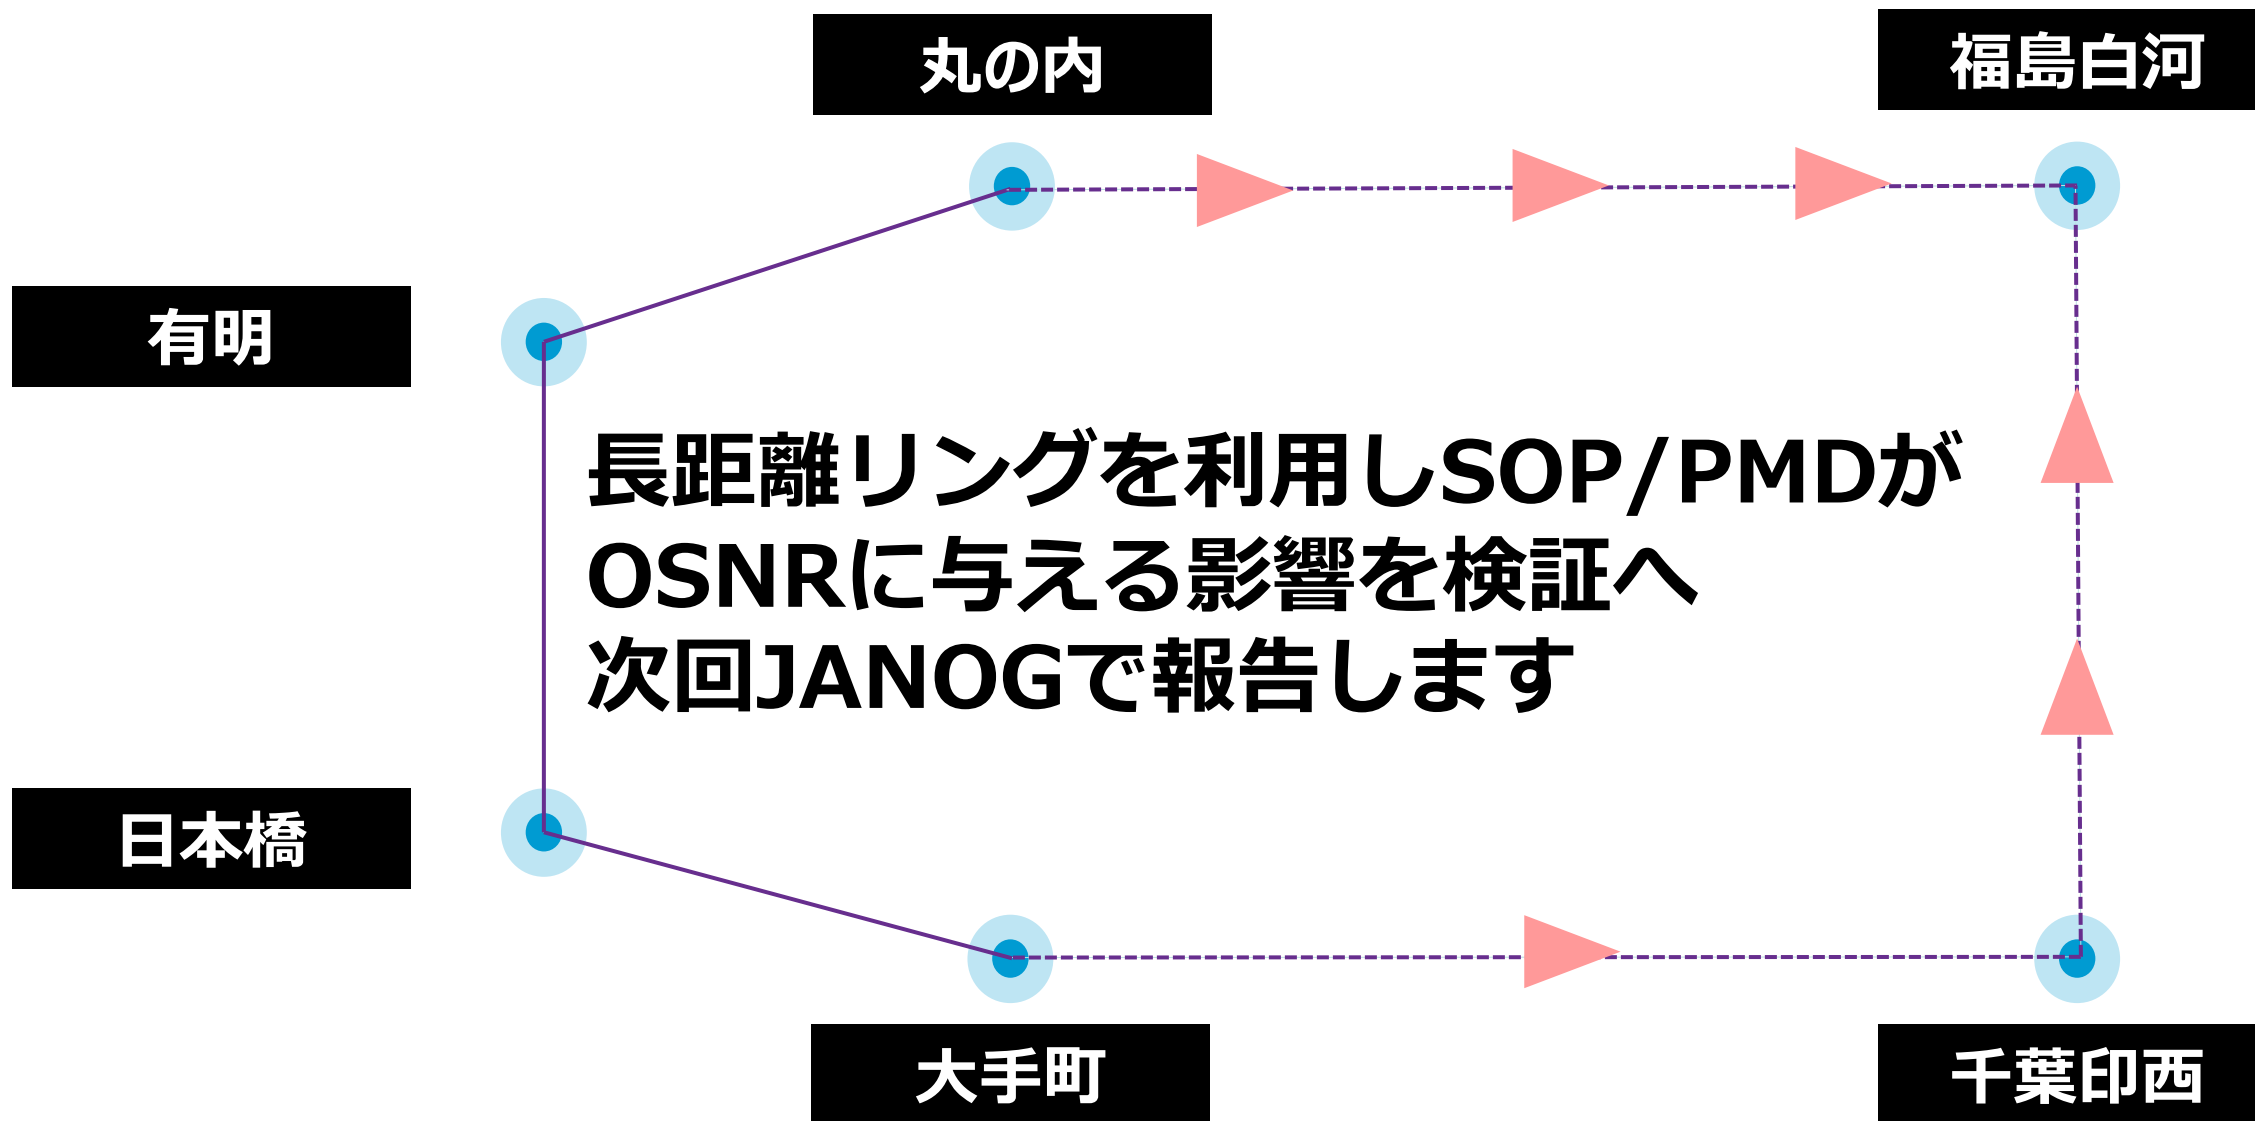 丸の内
福島白河
有明
長距離リングを利用しSOP/PMDが
OSNRに与える影響を検証へ
次回JANOGで報告します
日本橋
大手町
千葉印西